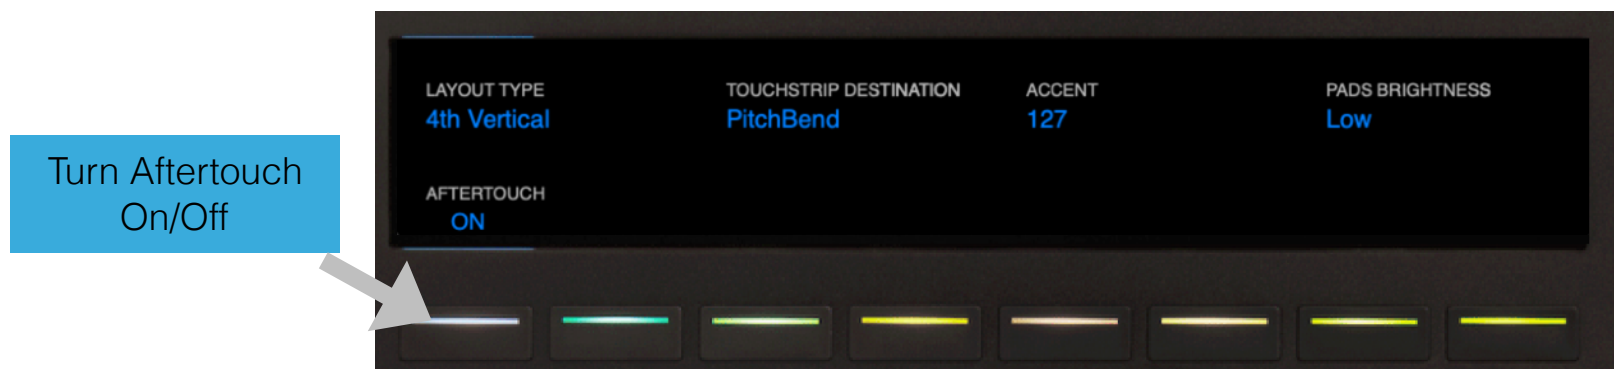 Turn Aftertouch
On/Off
LAYOUT TYPE
4th Vertical
TOUCHSTRIP DESTINATION
PitchBend
ACCENT
127
PADS BRIGHTNESS
Low
AFTERTOUCH
ON